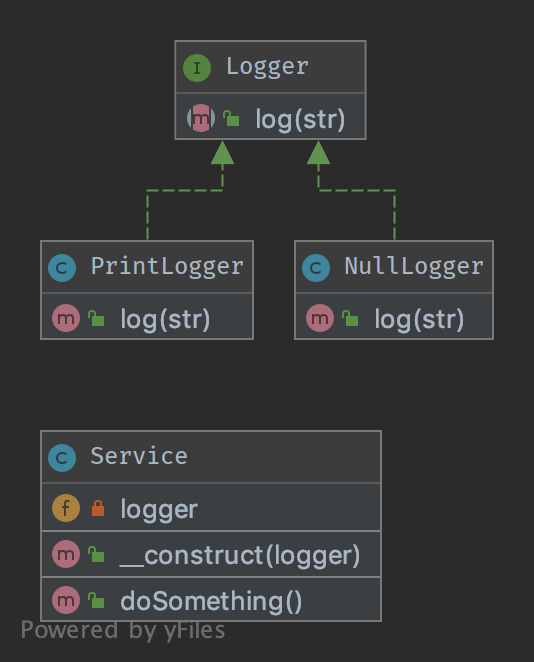 I Logger
m log(str)
C PrintLogger
m log(str)
C NullLogger
m log(str)
C Service
f logger
m __construct(logger)
m doSomething()
Powered by yFiles